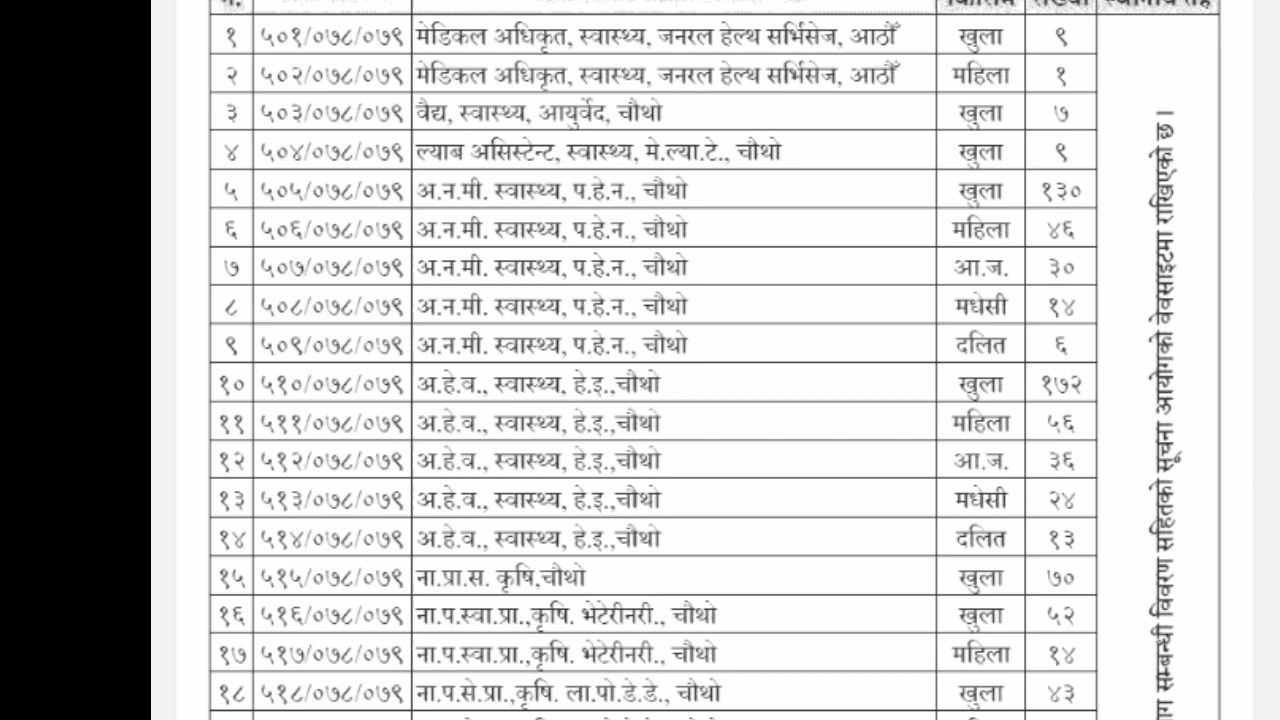 १ ५०१/०७८/०७९ मेडिकल अधिकृत, स्वास्थ्य, जनरल हेल्थ सर्भिसेज, आठौँ खुला ९
२ ५०२/०७८/०७९ मेडिकल अधिकृत, स्वास्थ्य, जनरल हेल्थ सर्भिसेज, आठौँ महिला १
३ ५०३/०७८/०७९ वैद्य, स्वास्थ्य, आयुर्वेद, चौथो खुला ७
४ ५०४/०७८/०७९ ल्याब असिस्टेन्ट, स्वास्थ्य, मे.ल्या.टे., चौथो खुला ९
५ ५०५/०७८/०७९ अ.न.मी. स्वास्थ्य, प.हे.न., चौथो खुला १३०
६ ५०६/०७८/०७९ अ.न.मी. स्वास्थ्य, प.हे.न., चौथो महिला ४६
७ ५०७/०७८/०७९ अ.न.मी. स्वास्थ्य, प.हे.न., चौथो आ.ज. ३०
८ ५०८/०७८/०७९ अ.न.मी. स्वास्थ्य, प.हे.न., चौथो मधेसी १४
९ ५०९/०७८/०७९ अ.न.मी. स्वास्थ्य, प.हे.न., चौथो दलित ६
१० ५१०/०७८/०७९ अ.हे.व., स्वास्थ्य, हे.इ.,चौथो खुला १७२
११ ५११/०७८/०७९ अ.हे.व., स्वास्थ्य, हे.इ.,चौथो महिला ५६
१२ ५१२/०७८/०७९ अ.हे.व., स्वास्थ्य, हे.इ.,चौथो आ.ज. ३६
१३ ५१३/०७८/०७९ अ.हे.व., स्वास्थ्य, हे.इ.,चौथो मधेसी २४
१४ ५१४/०७८/०७९ अ.हे.व., स्वास्थ्य, हे.इ.,चौथो दलित १३
१५ ५१५/०७८/०७९ ना.प्रा.स. कृषि,चौथो खुला ७०
१६ ५१६/०७८/०७९ ना.प.स्वा.प्रा.,कृषि. भेटेरीनरी., चौथो खुला ५२
१७ ५१७/०७८/०७९ ना.प.स्वा.प्रा.,कृषि. भेटेरीनरी., चौथो महिला १४
१८ ५१८/०७८/०७९ ना.प.से.प्रा.,कृषि. ला.पो.डे.डे., चौथो खुला ४३
सम्बन्धी विवरण सहितको सूचना आयोगको वेवसाइटमा राखिएको छ।